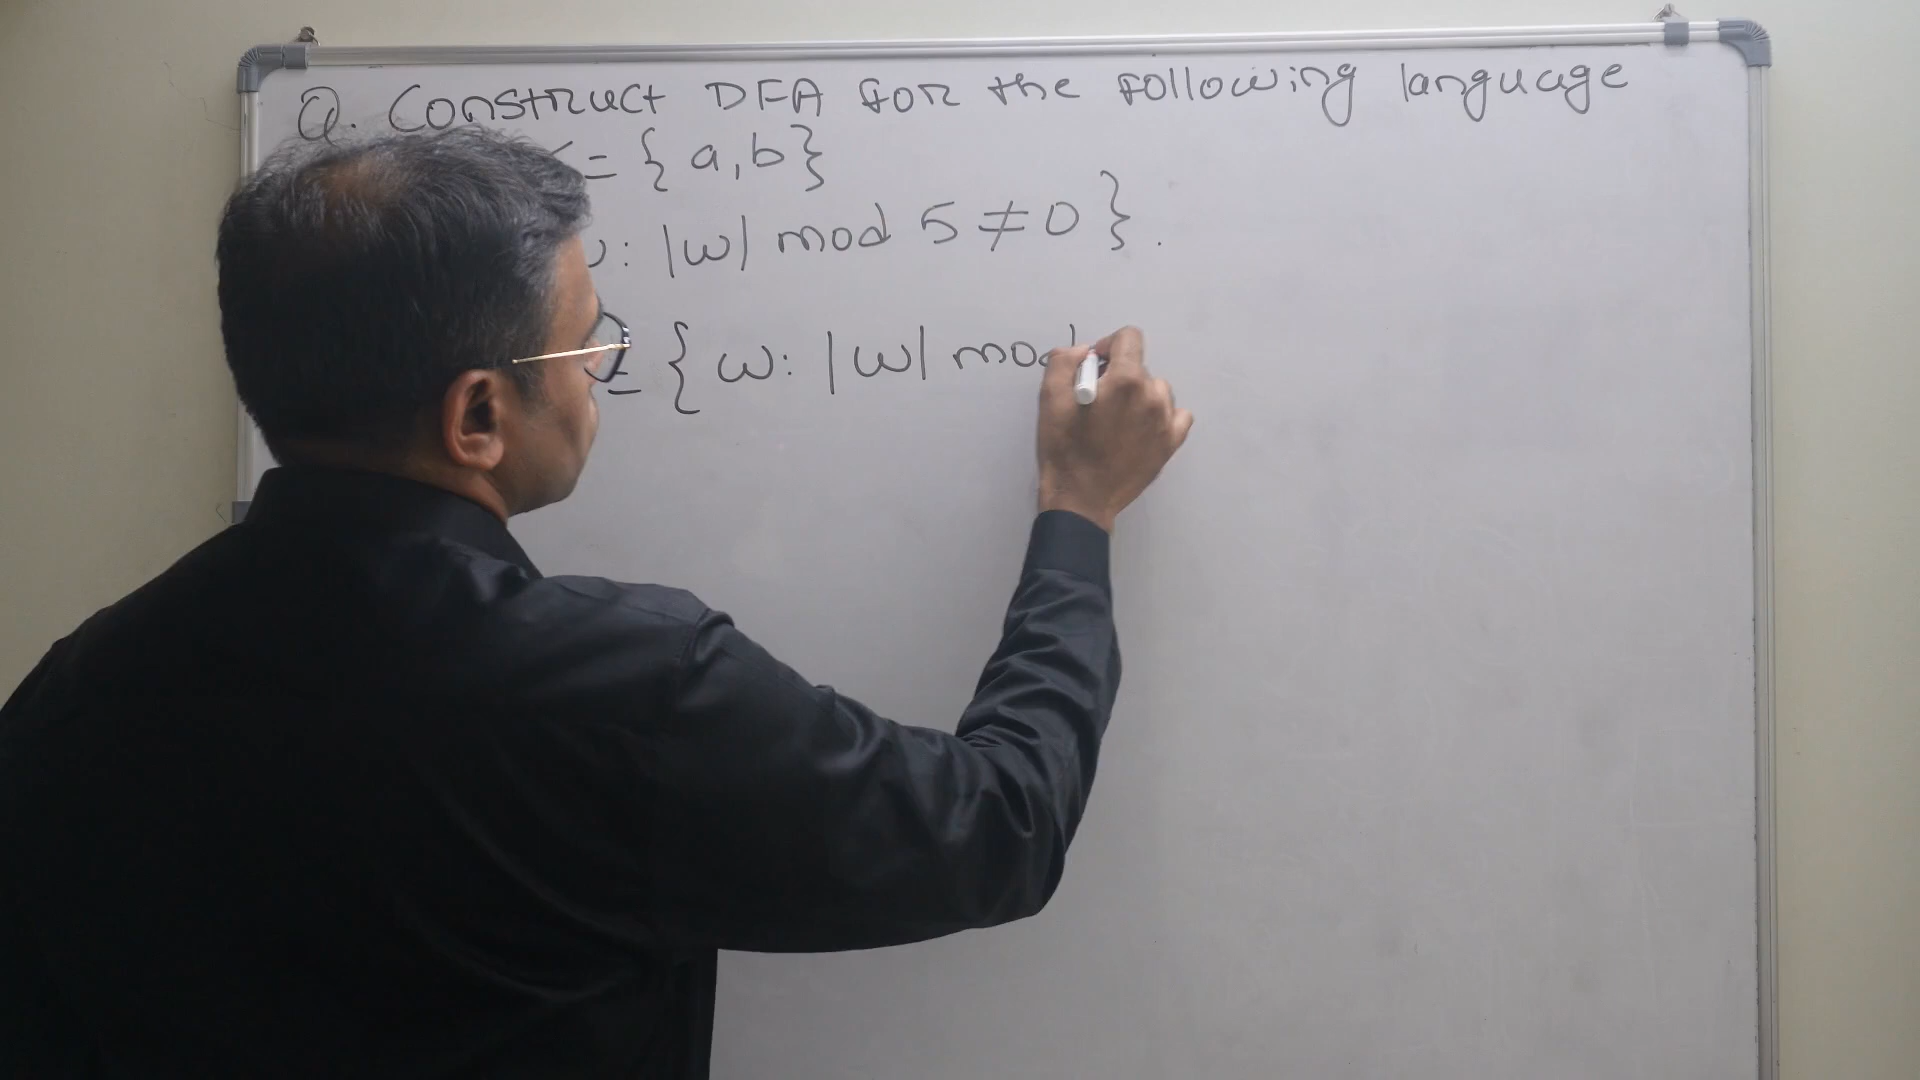 Q. Construct DFA for the following language
= { a, b }
: |w| mod 5 ≠ 0 }.
= { w: |w| mod